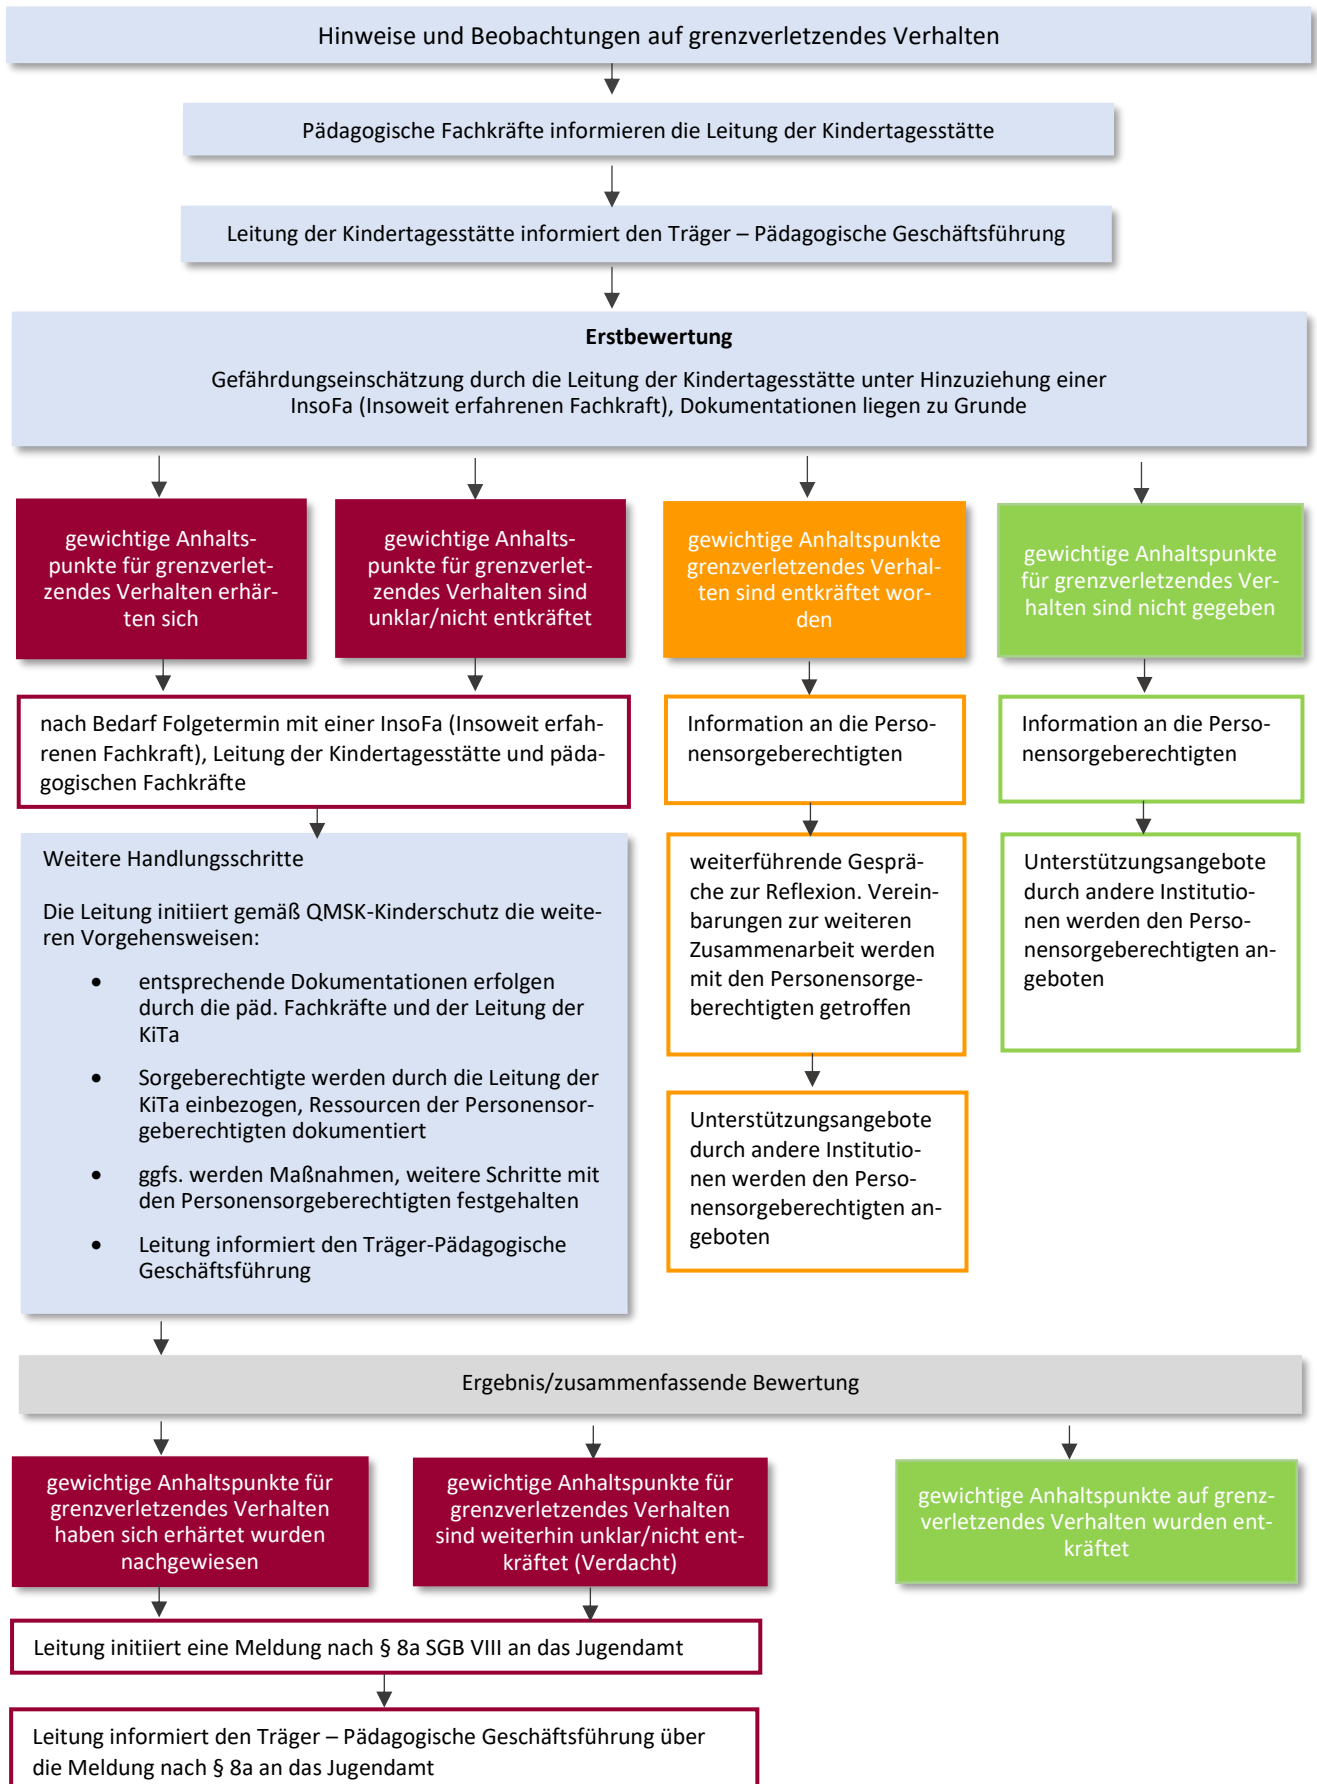 Hinweise und Beobachtungen auf grenzverletzendes Verhalten
Pädagogische Fachkräfte informieren die Leitung der Kindertagesstätte
Leitung der Kindertagesstätte informiert den Träger – Pädagogische Geschäftsführung
Erstbewertung
Gefährdungseinschätzung durch die Leitung der Kindertagesstätte unter Hinzuziehung einer
InsoFa (Insoweit erfahrenen Fachkraft), Dokumentationen liegen zu Grunde
gewichtige Anhalts-
punkte für grenzverlet-
zendes Verhalten erhär-
ten sich
gewichtige Anhalts-
punkte für grenzverlet-
zendes Verhalten sind
unklar/nicht entkräftet
gewichtige Anhaltspunkte
grenzverletzendes Verhal-
ten sind entkräftet wor-
den
gewichtige Anhaltspunkte
für grenzverletzendes Ver-
halten sind nicht gegeben
nach Bedarf Folgetermin mit einer InsoFa (Insoweit erfah-
renen Fachkraft), Leitung der Kindertagesstätte und päda-
gogischen Fachkräfte
Information an die Perso-
nensorgeberechtigten
Information an die Perso-
nensorgeberechtigten
Weitere Handlungsschritte
Die Leitung initiiert gemäß QMSK-Kinderschutz die weite-
ren Vorgehensweisen:
• entsprechende Dokumentationen erfolgen
durch die päd. Fachkräfte und der Leitung der
KiTa
• Sorgeberechtigte werden durch die Leitung der
KiTa einbezogen, Ressourcen der Personensor-
geberechtigten dokumentiert
• ggfs. werden Maßnahmen, weitere Schritte mit
den Personensorgeberechtigten festgehalten
• Leitung informiert den Träger-Pädagogische
Geschäftsführung
weiterführende Gesprä-
che zur Reflexion. Verein-
barungen zur weiteren
Zusammenarbeit werden
mit den Personensorge-
berechtigten getroffen
Unterstützungsangebote
durch andere Institutio-
nen werden den Perso-
nensorgeberechtigten an-
geboten
Unterstützungsangebote
durch andere Institutio-
nen werden den Perso-
nensorgeberechtigten an-
geboten
Ergebnis/zusammenfassende Bewertung
gewichtige Anhaltspunkte für
grenzverletzendes Verhalten
haben sich erhärtet wurden
nachgewiesen
gewichtige Anhaltspunkte für
grenzverletzendes Verhalten
sind weiterhin unklar/nicht ent-
kräftet (Verdacht)
gewichtige Anhaltspunkte auf grenz-
verletzendes Verhalten wurden ent-
kräftet
Leitung initiiert eine Meldung nach § 8a SGB VIII an das Jugendamt
Leitung informiert den Träger – Pädagogische Geschäftsführung über
die Meldung nach § 8a an das Jugendamt